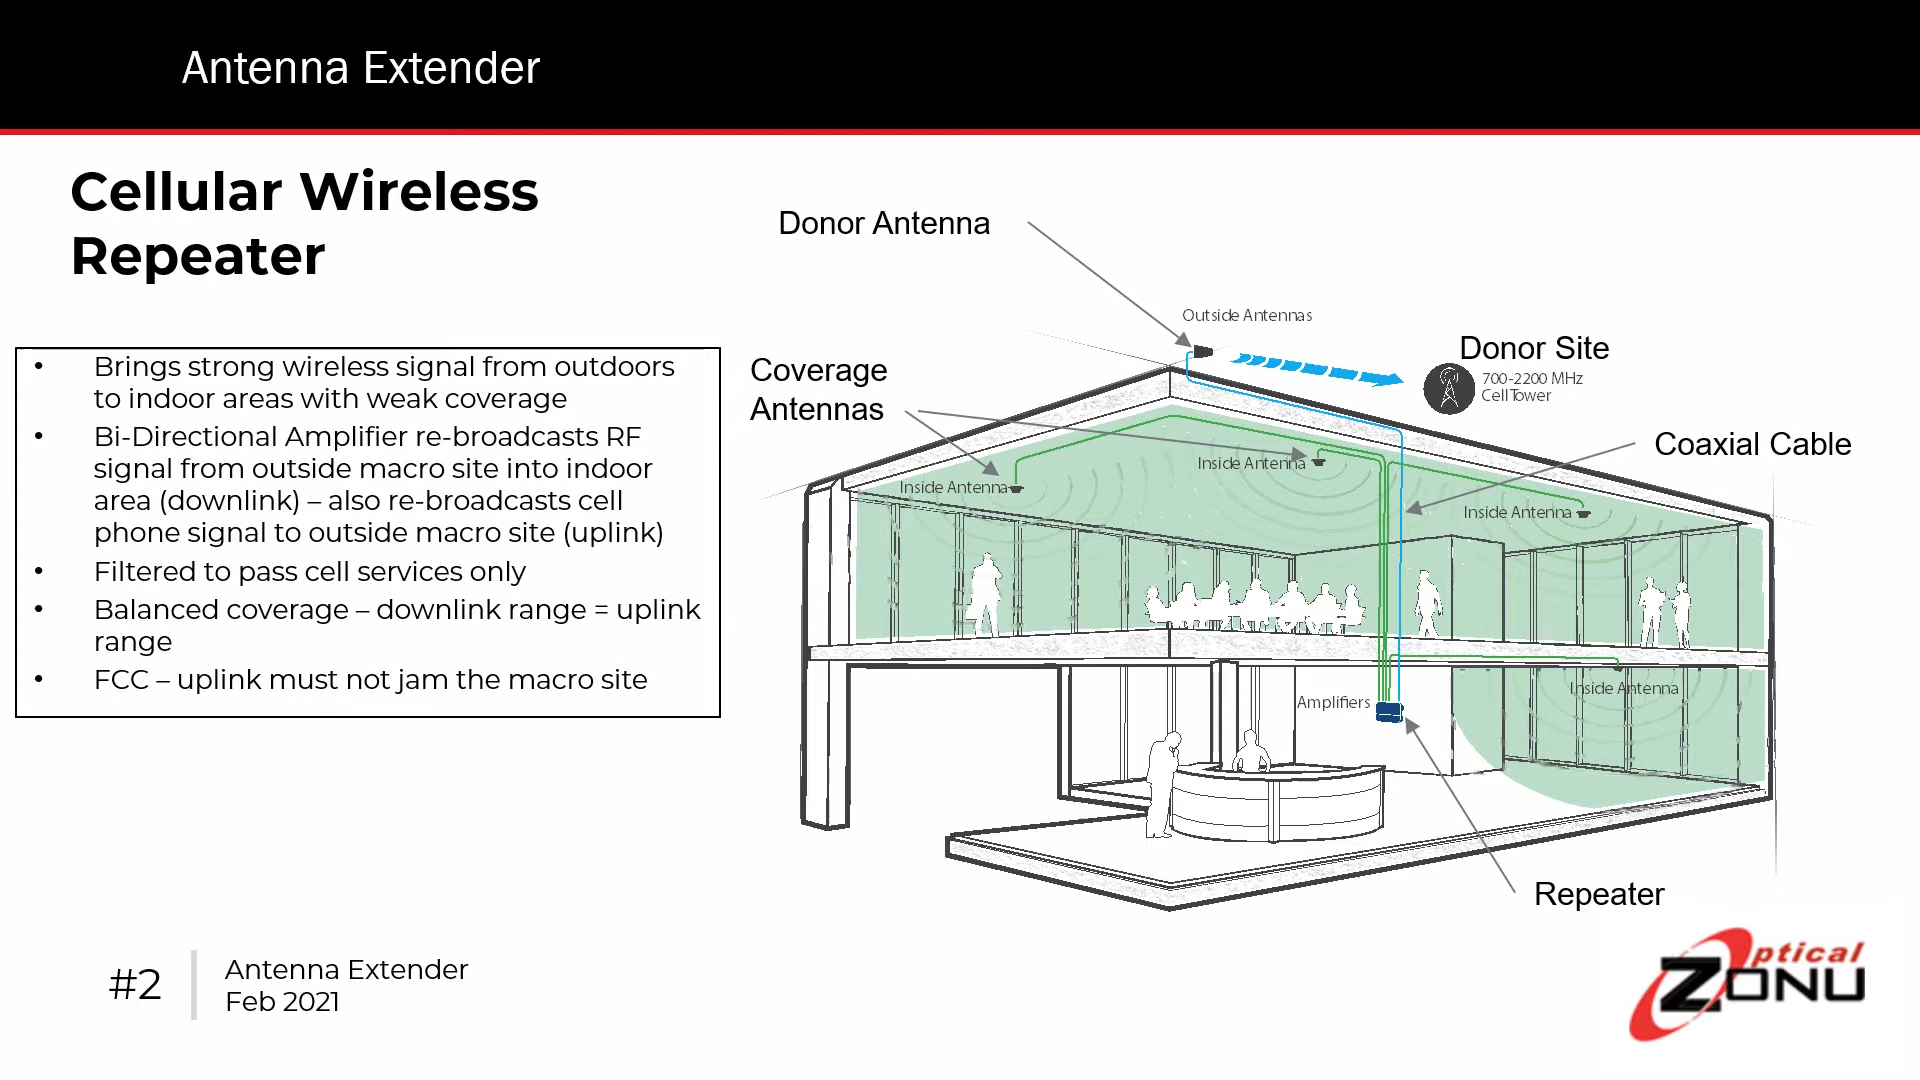 Antenna Extender
Cellular Wireless
Repeater
• Brings strong wireless signal from outdoors
to indoor areas with weak coverage
• Bi-Directional Amplifier re-broadcasts RF
signal from outside macro site into indoor
area (downlink) – also re-broadcasts cell
phone signal to outside macro site (uplink)
• Filtered to pass cell services only
• Balanced coverage – downlink range = uplink
range
• FCC – uplink must not jam the macro site
Donor Antenna
Outside Antennas
Donor Site
700-2200 MHz
Cell Tower
Coverage
Antennas
Coaxial Cable
Inside Antenna
Inside Antenna
Inside Antenna
Inside Antenna
Amplifiers
Repeater
#2
Antenna Extender
Feb 2021
Optical
ZONU